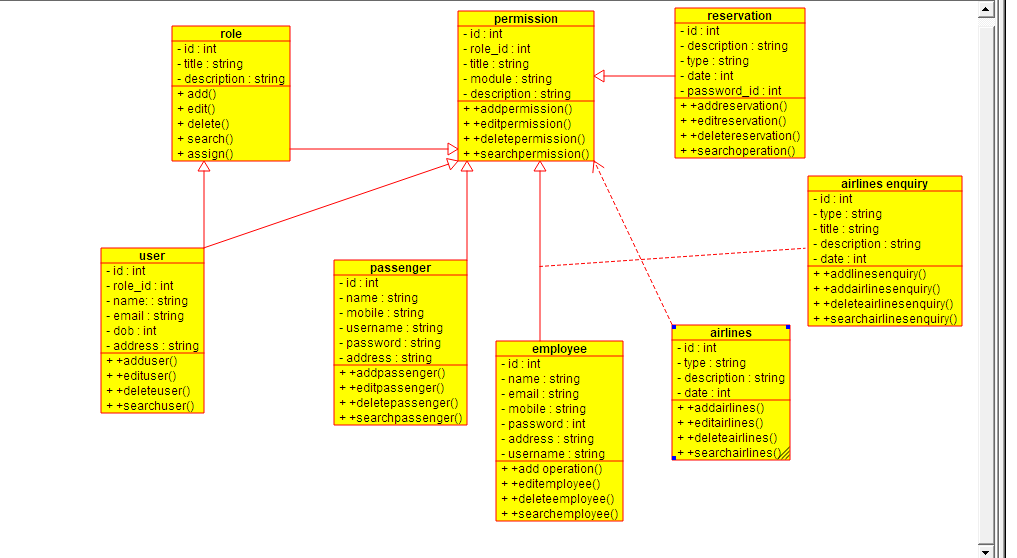 role
- id : int
- title : string
- description : string
+ add()
+ edit()
+ delete()
+ search()
+ assign()
permission
- id : int
- role_id : int
- title : string
- module : string
- description : string
+ +addpermission()
+ +editpermission()
+ +deletepermission()
+ +searchpermission()
reservation
- id : int
- description : string
- type : string
- date : int
- password_id : int
+ +addreservation()
+ +editreservation()
+ +deletereservation()
+ +searchoperation()
airlines enquiry
- id : int
- type : string
- title : string
- description : string
- date : int
+ +addlinesenquiry()
+ +addairlinesenquiry()
+ +deleteairlinesenquiry()
+ +searchairlinesenquiry()
user
- id : int
- role_id : int
- name: : string
- email : string
- dob : int
- address : string
+ +adduser()
+ +edituser()
+ +deleteuser()
+ +searchuser()
passenger
- id : int
- name : string
- mobile : string
- username : string
- password : string
- address : string
+ +addpassenger()
+ +editpassenger()
+ +deletepassenger()
+ +searchpassenger()
employee
- id : int
- name : string
- email : string
- mobile : string
- password : int
- address : string
- username : string
+ +add operation()
+ +editemployee()
+ +deleteemployee()
+ +searchemployee()
airlines
- id : int
- type : string
- description : string
- date : int
+ +addairlines()
+ +editairlines()
+ +deleteairlines()
+ +searchairlines()